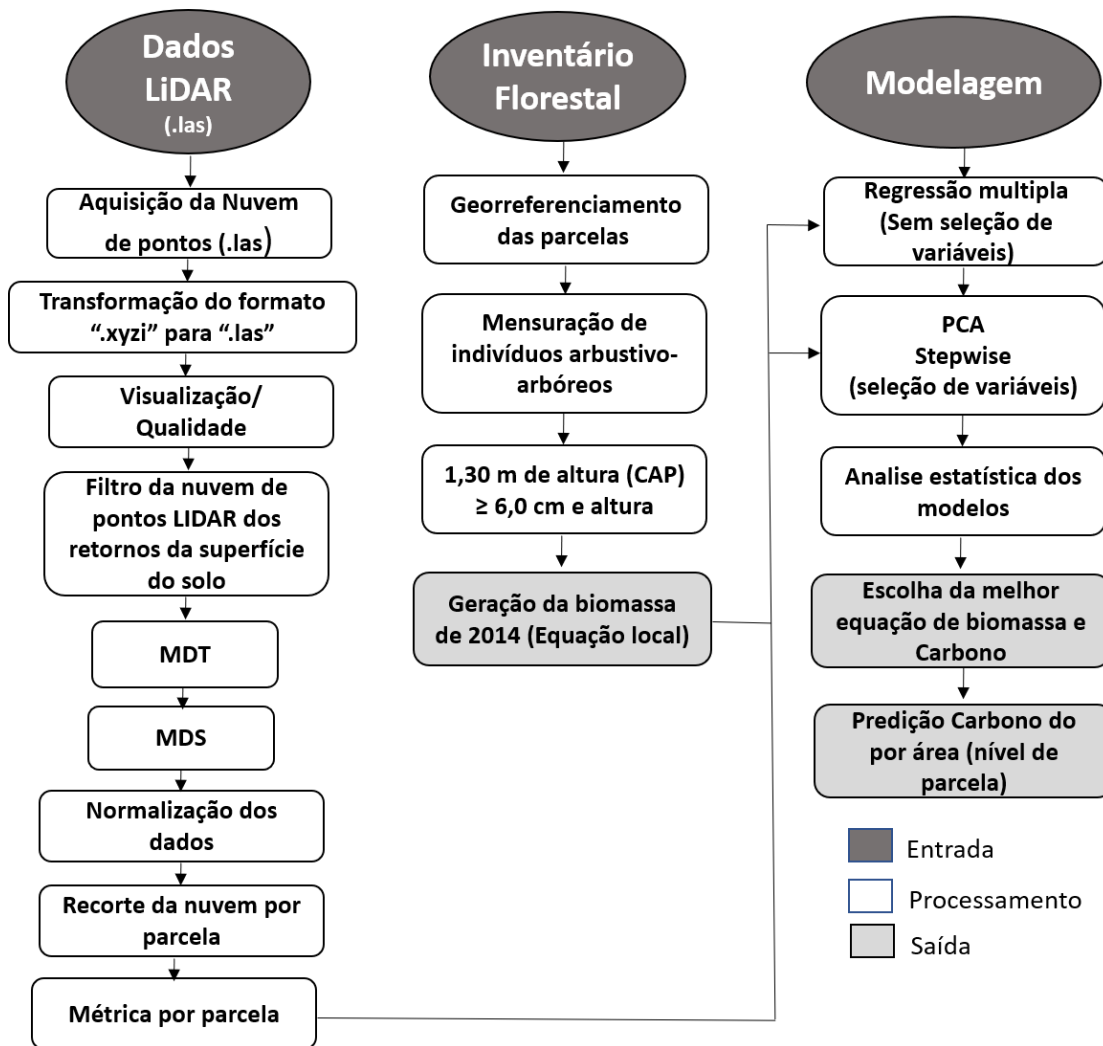 Dados
LiDAR
(.las)
Aquisição da Nuvem
de pontos (.las)
Transformação do formato
“.xyzi” para “.las”
Visualização/
Qualidade
Filtro da nuvem de
pontos LIDAR dos
retornos da superfície
do solo
MDT
MDS
Normalização dos
dados
Recorte da nuvem por
parcela
Métrica por parcela
Inventário
Florestal
Georreferenciamento
das parcelas
Mensuração de
indivíduos arbustivo-
arbóreos
1,30 m de altura (CAP)
≥ 6,0 cm e altura
Geração da biomassa
de 2014 (Equação local)
Modelagem
Regressão multipla
(Sem seleção de
variáveis)
PCA
Stepwise
(seleção de variáveis)
Analise estatística dos
modelos
Escolha da melhor
equação de biomassa e
Carbono
Predição Carbono do
por área (nível de
parcela)
Entrada
Processamento
Saída